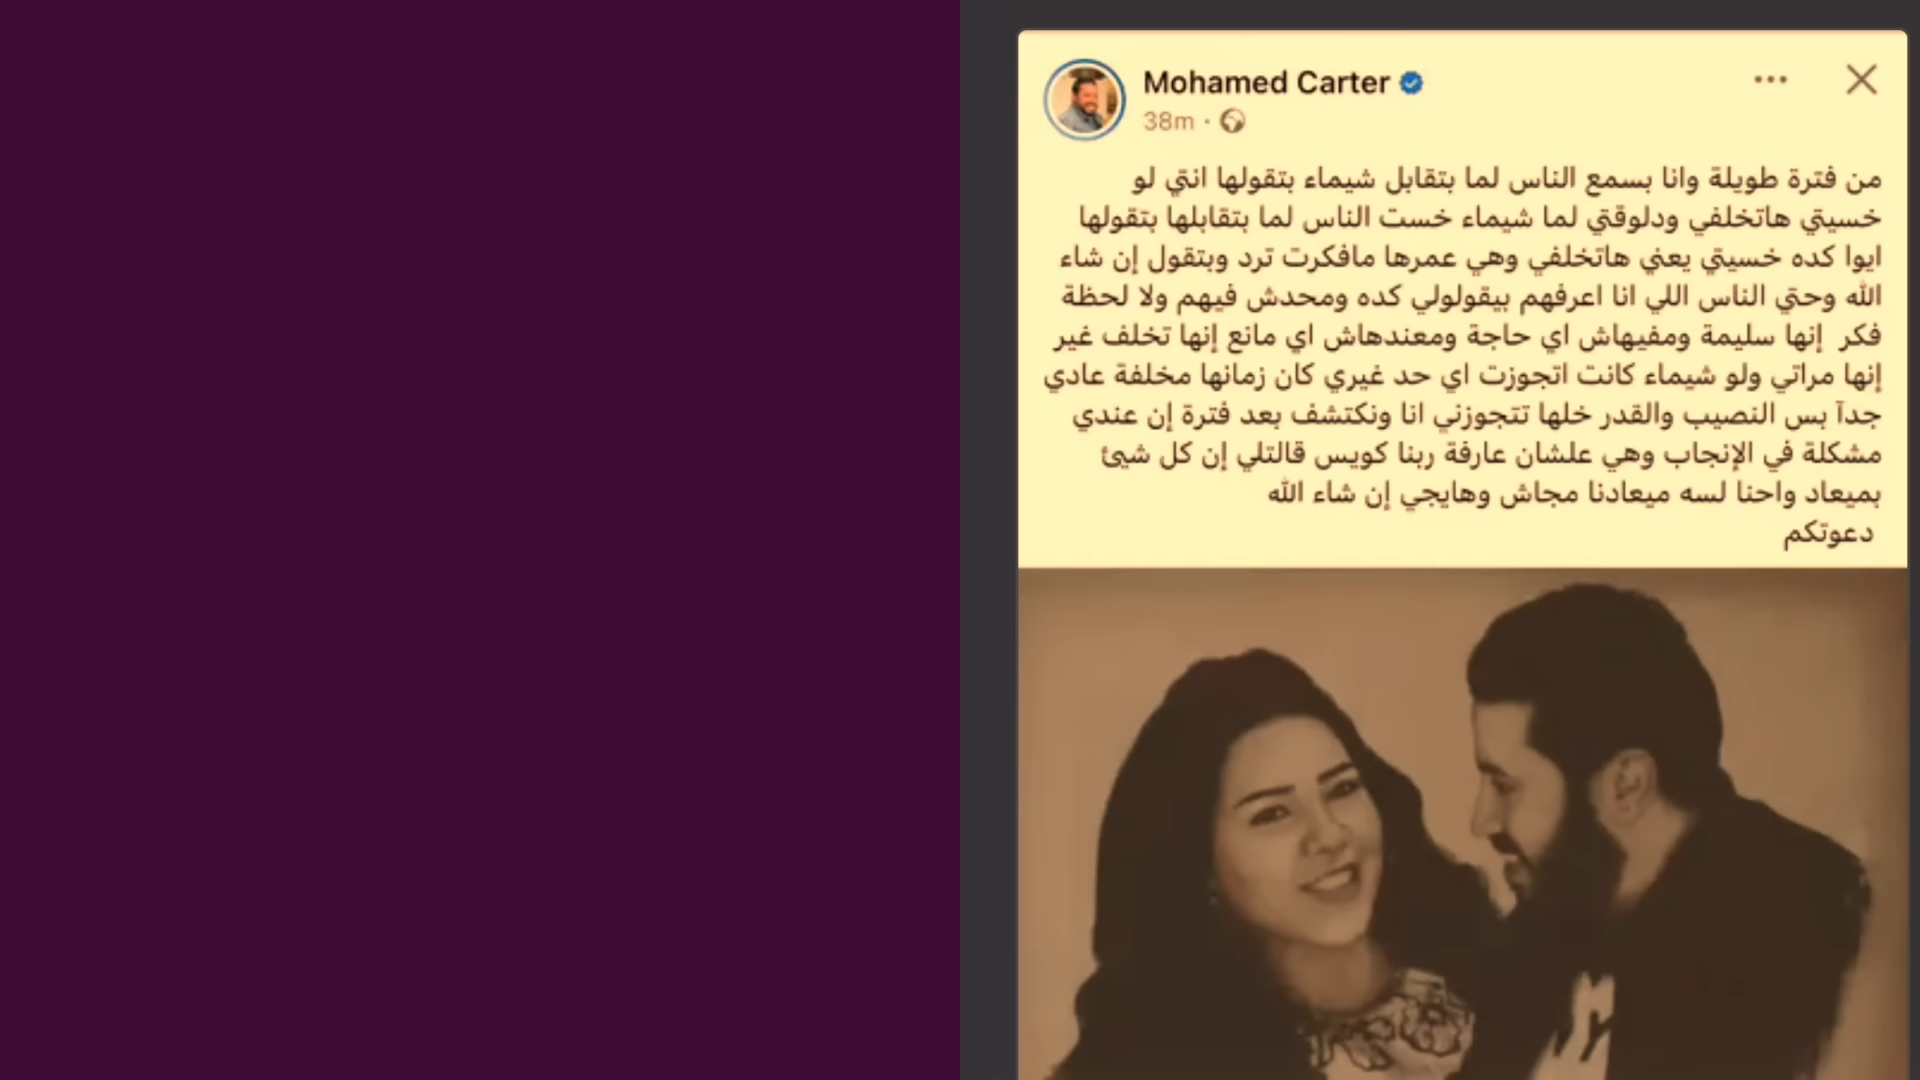 Mohamed Carter
38m
من فترة طويلة وانا بسمع الناس لما بتقابل شيماء بتقولها انتي لو
خسيتي هاتخلفي ودلوقتي لما شيماء خست الناس لما بتقابلها بتقولها
ايوا كده خسيتي يعني هاتخلفي وهي عمرها مافكرت ترد وبتقول إن شاء
الله وحتي الناس اللي انا اعرفهم بيقولولي كده ومحدش فيهم ولا لحظة
فكر إنها سليمة ومفيهاش اي حاجة ومعندهاش اي مانع إنها تخلف غير
إنها مراتي ولو شيماء كانت اتجوزت اي حد غيري كان زمانها مخلفة عادي
جدآ بس النصيب والقدر خلها تتجوزني انا ونكتشف بعد فترة إن عندي
مشكلة في الإنجاب وهي علشان عارفة ربنا كويس قالتلي إن كل شيئ
بميعاد واحنا لسه ميعادنا مجاش وهايجي إن شاء الله
دعوتكم